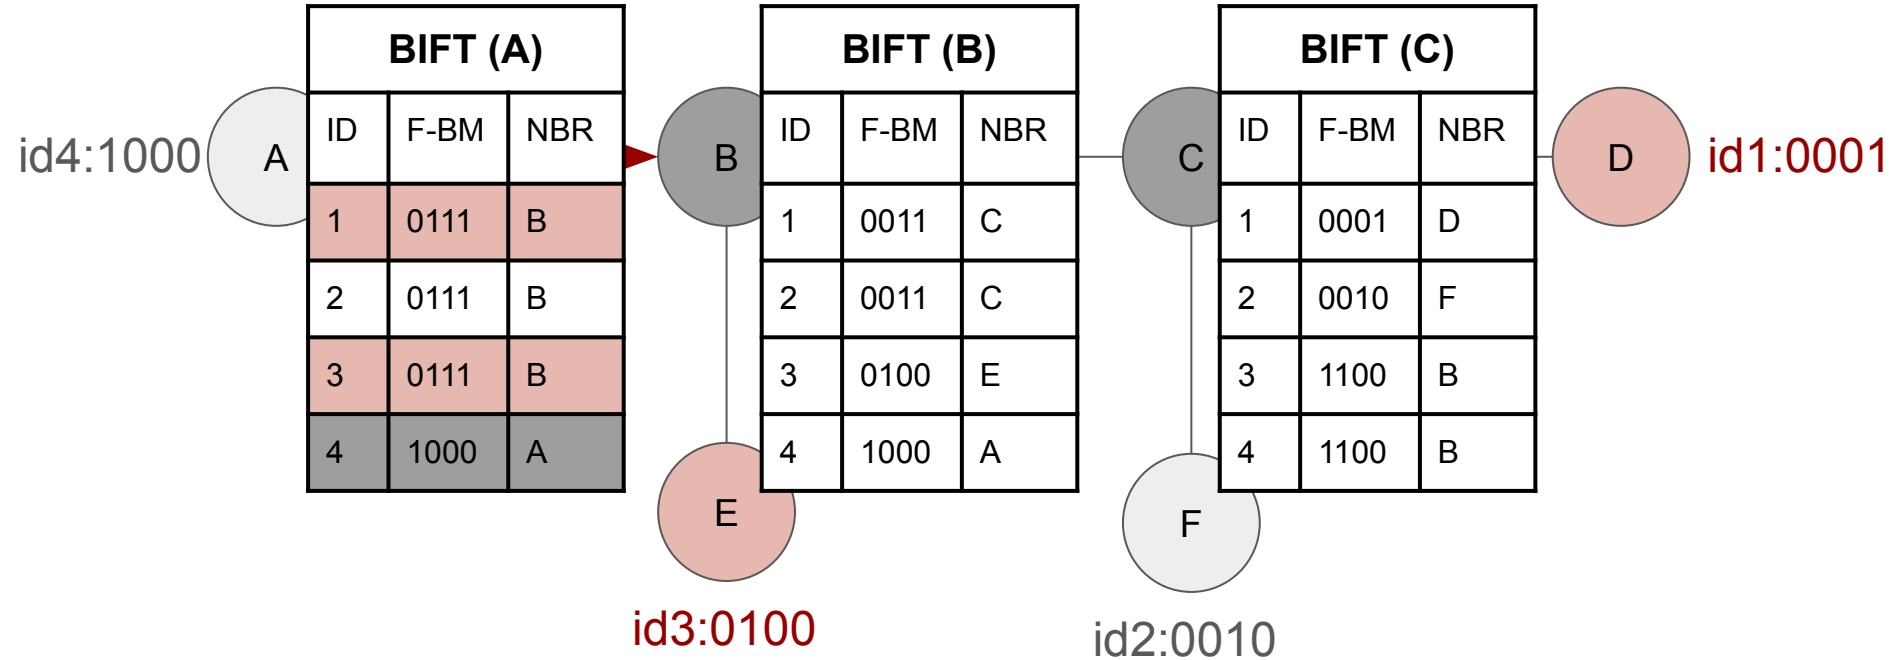 BIFT (A)
ID F-BM NBR
1 0111 B
2 0111 B
3 0111 B
4 1000 A
BIFT (B)
ID F-BM NBR
1 0011 C
2 0011 C
3 0100 E
4 1000 A
BIFT (C)
ID F-BM NBR
1 0001 D
2 0010 F
3 1100 B
4 1100 B
id4:1000
A
B
C
D
id1:0001
E
id3:0100
F
id2:0010